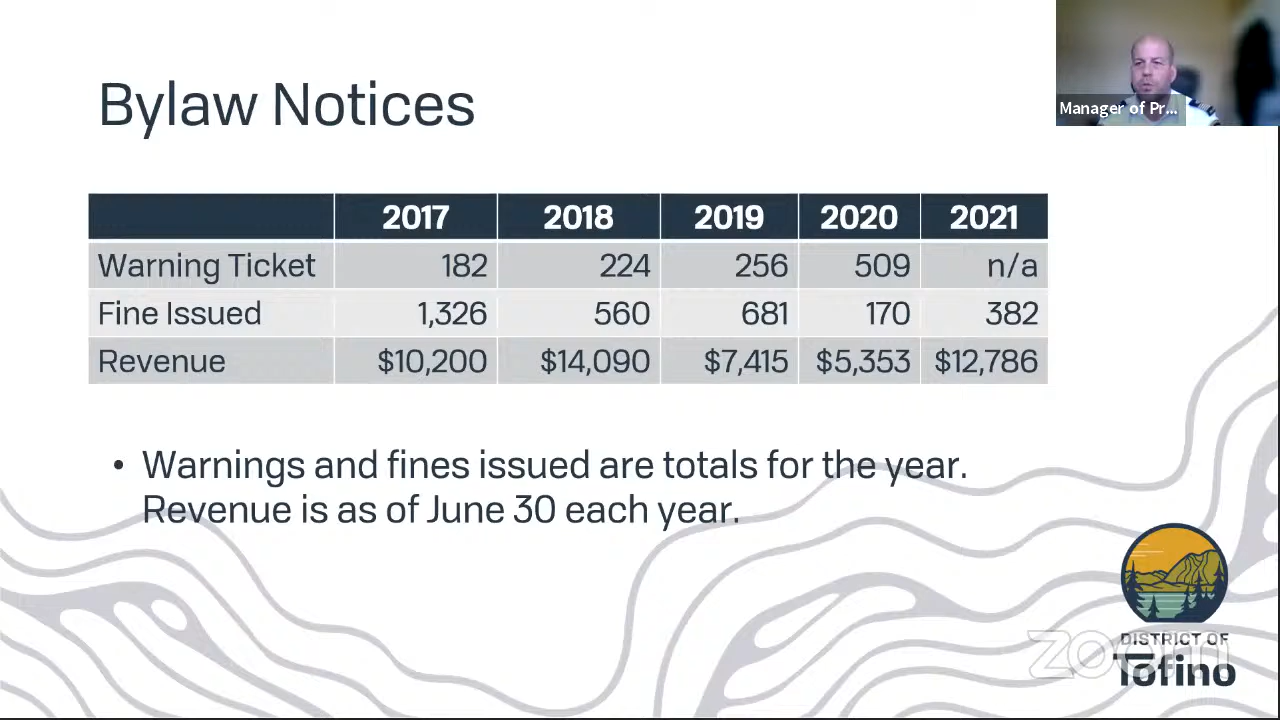 Bylaw Notices
Manager of Pr...
2017 2018 2019 2020 2021
Warning Ticket 182 224 256 509 n/a
Fine Issued 1,326 560 681 170 382
Revenue $10,200 $14,090 $7,415 $5,353 $12,786
• Warnings and fines issued are totals for the year.
Revenue is as of June 30 each year.
DISTRICT OF
Tofino
zoom